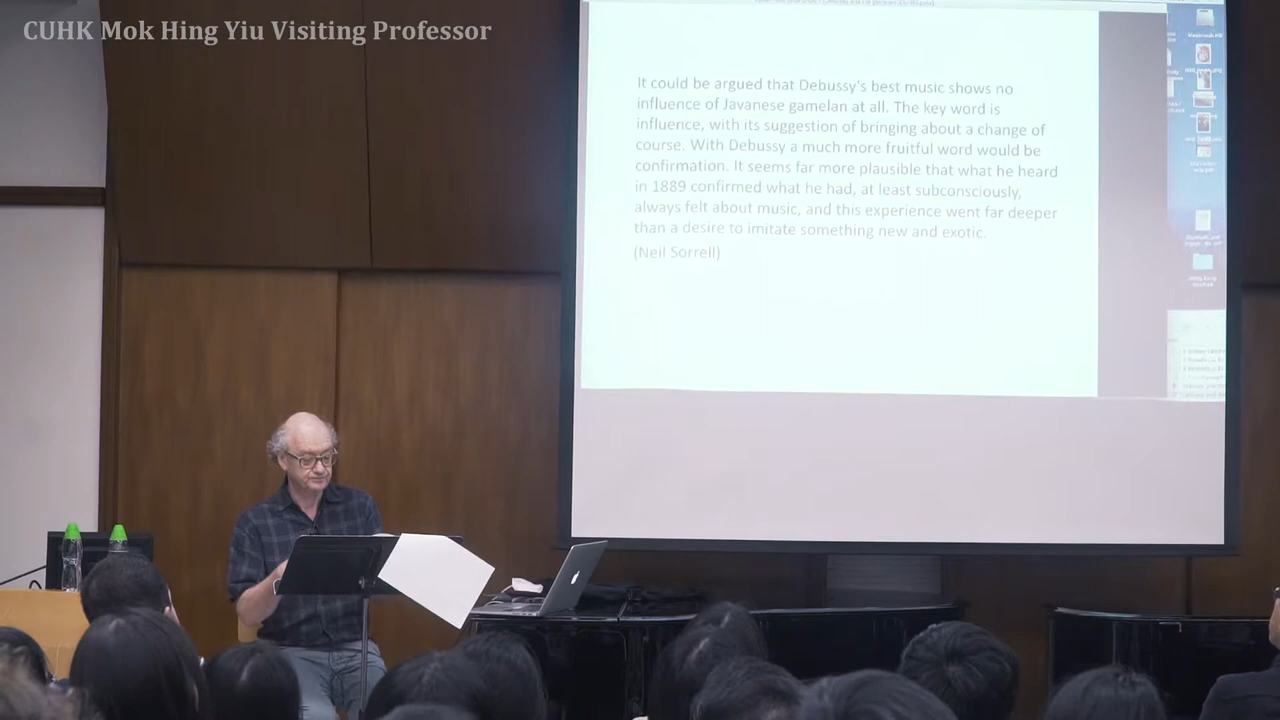 CUHK Mok Hing Yiu Visiting Professor
It could be argued that Debussy's best music shows no
influence of Javanese gamelan at all. The key word is
influence, with its suggestion of bringing about a change of
course. With Debussy a much more fruitful word would be
confirmation. It seems far more plausible that what he heard
in 1889 confirmed what he had, at least subconsciously,
always felt about music, and this experience went far deeper
than a desire to imitate something new and exotic.
(Neil Sorrell)